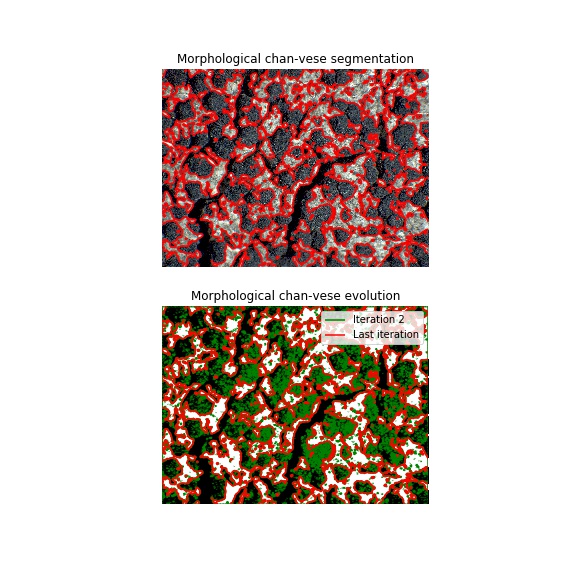 Morphological chan-vese segmentation
Morphological chan-vese evolution
Iteration 2
Last iteration